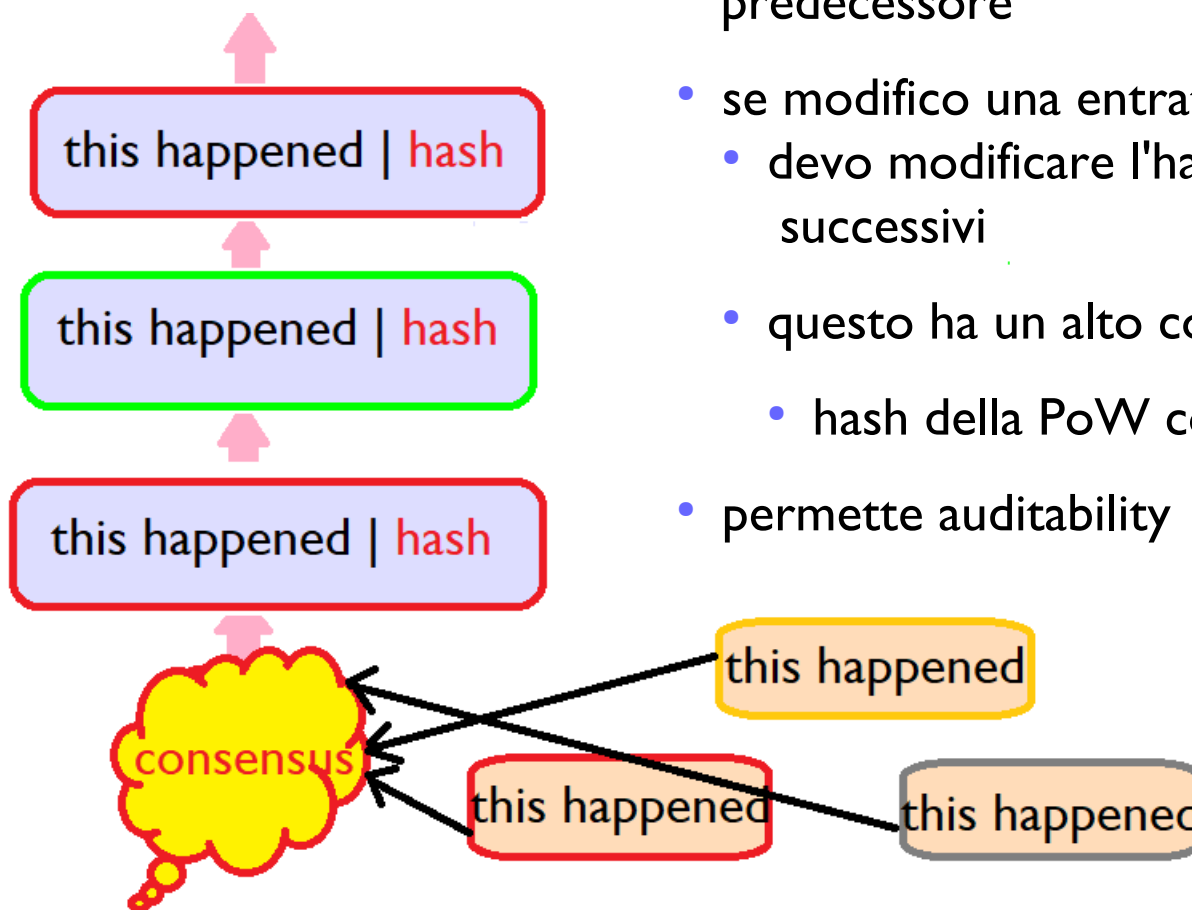 predecessore
this happened | hash
se modifico una entra
devo modificare l'ha
successivi
this happened | hash
questo ha un alto co
hash della PoW c
this happened | hash
permette auditability
this happened
consensus
this happened
this happened